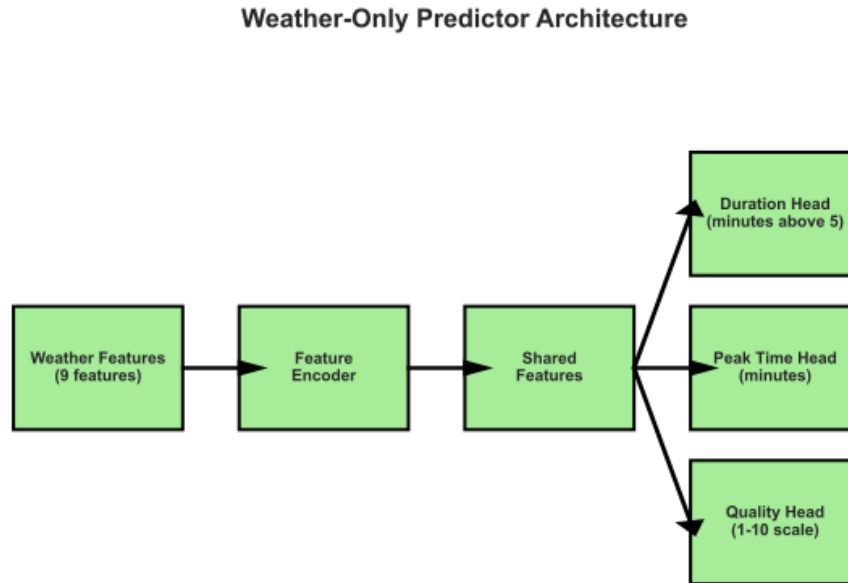 Weather-Only Predictor Architecture
Duration Head
(minutes above 5)
Weather Features
(9 features)
Feature
Encoder
Shared
Features
Peak Time Head
(minutes)
Quality Head
(1-10 scale)